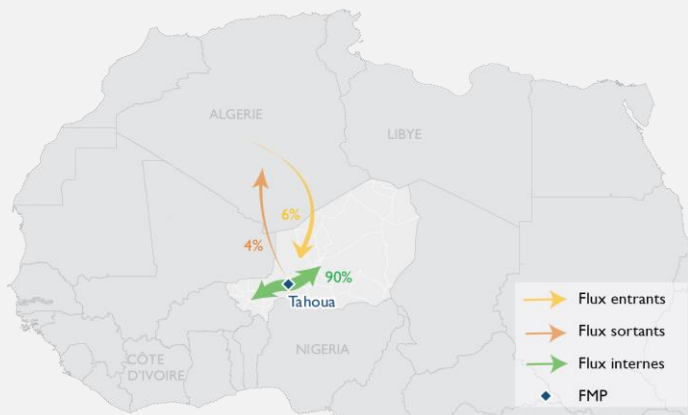 ALGERIE
LIBYE
6%
4%
90%
Tahoua
NIGERIA
CÔTE
D'IVOIRE
Flux entrants
Flux sortants
Flux internes
FMP